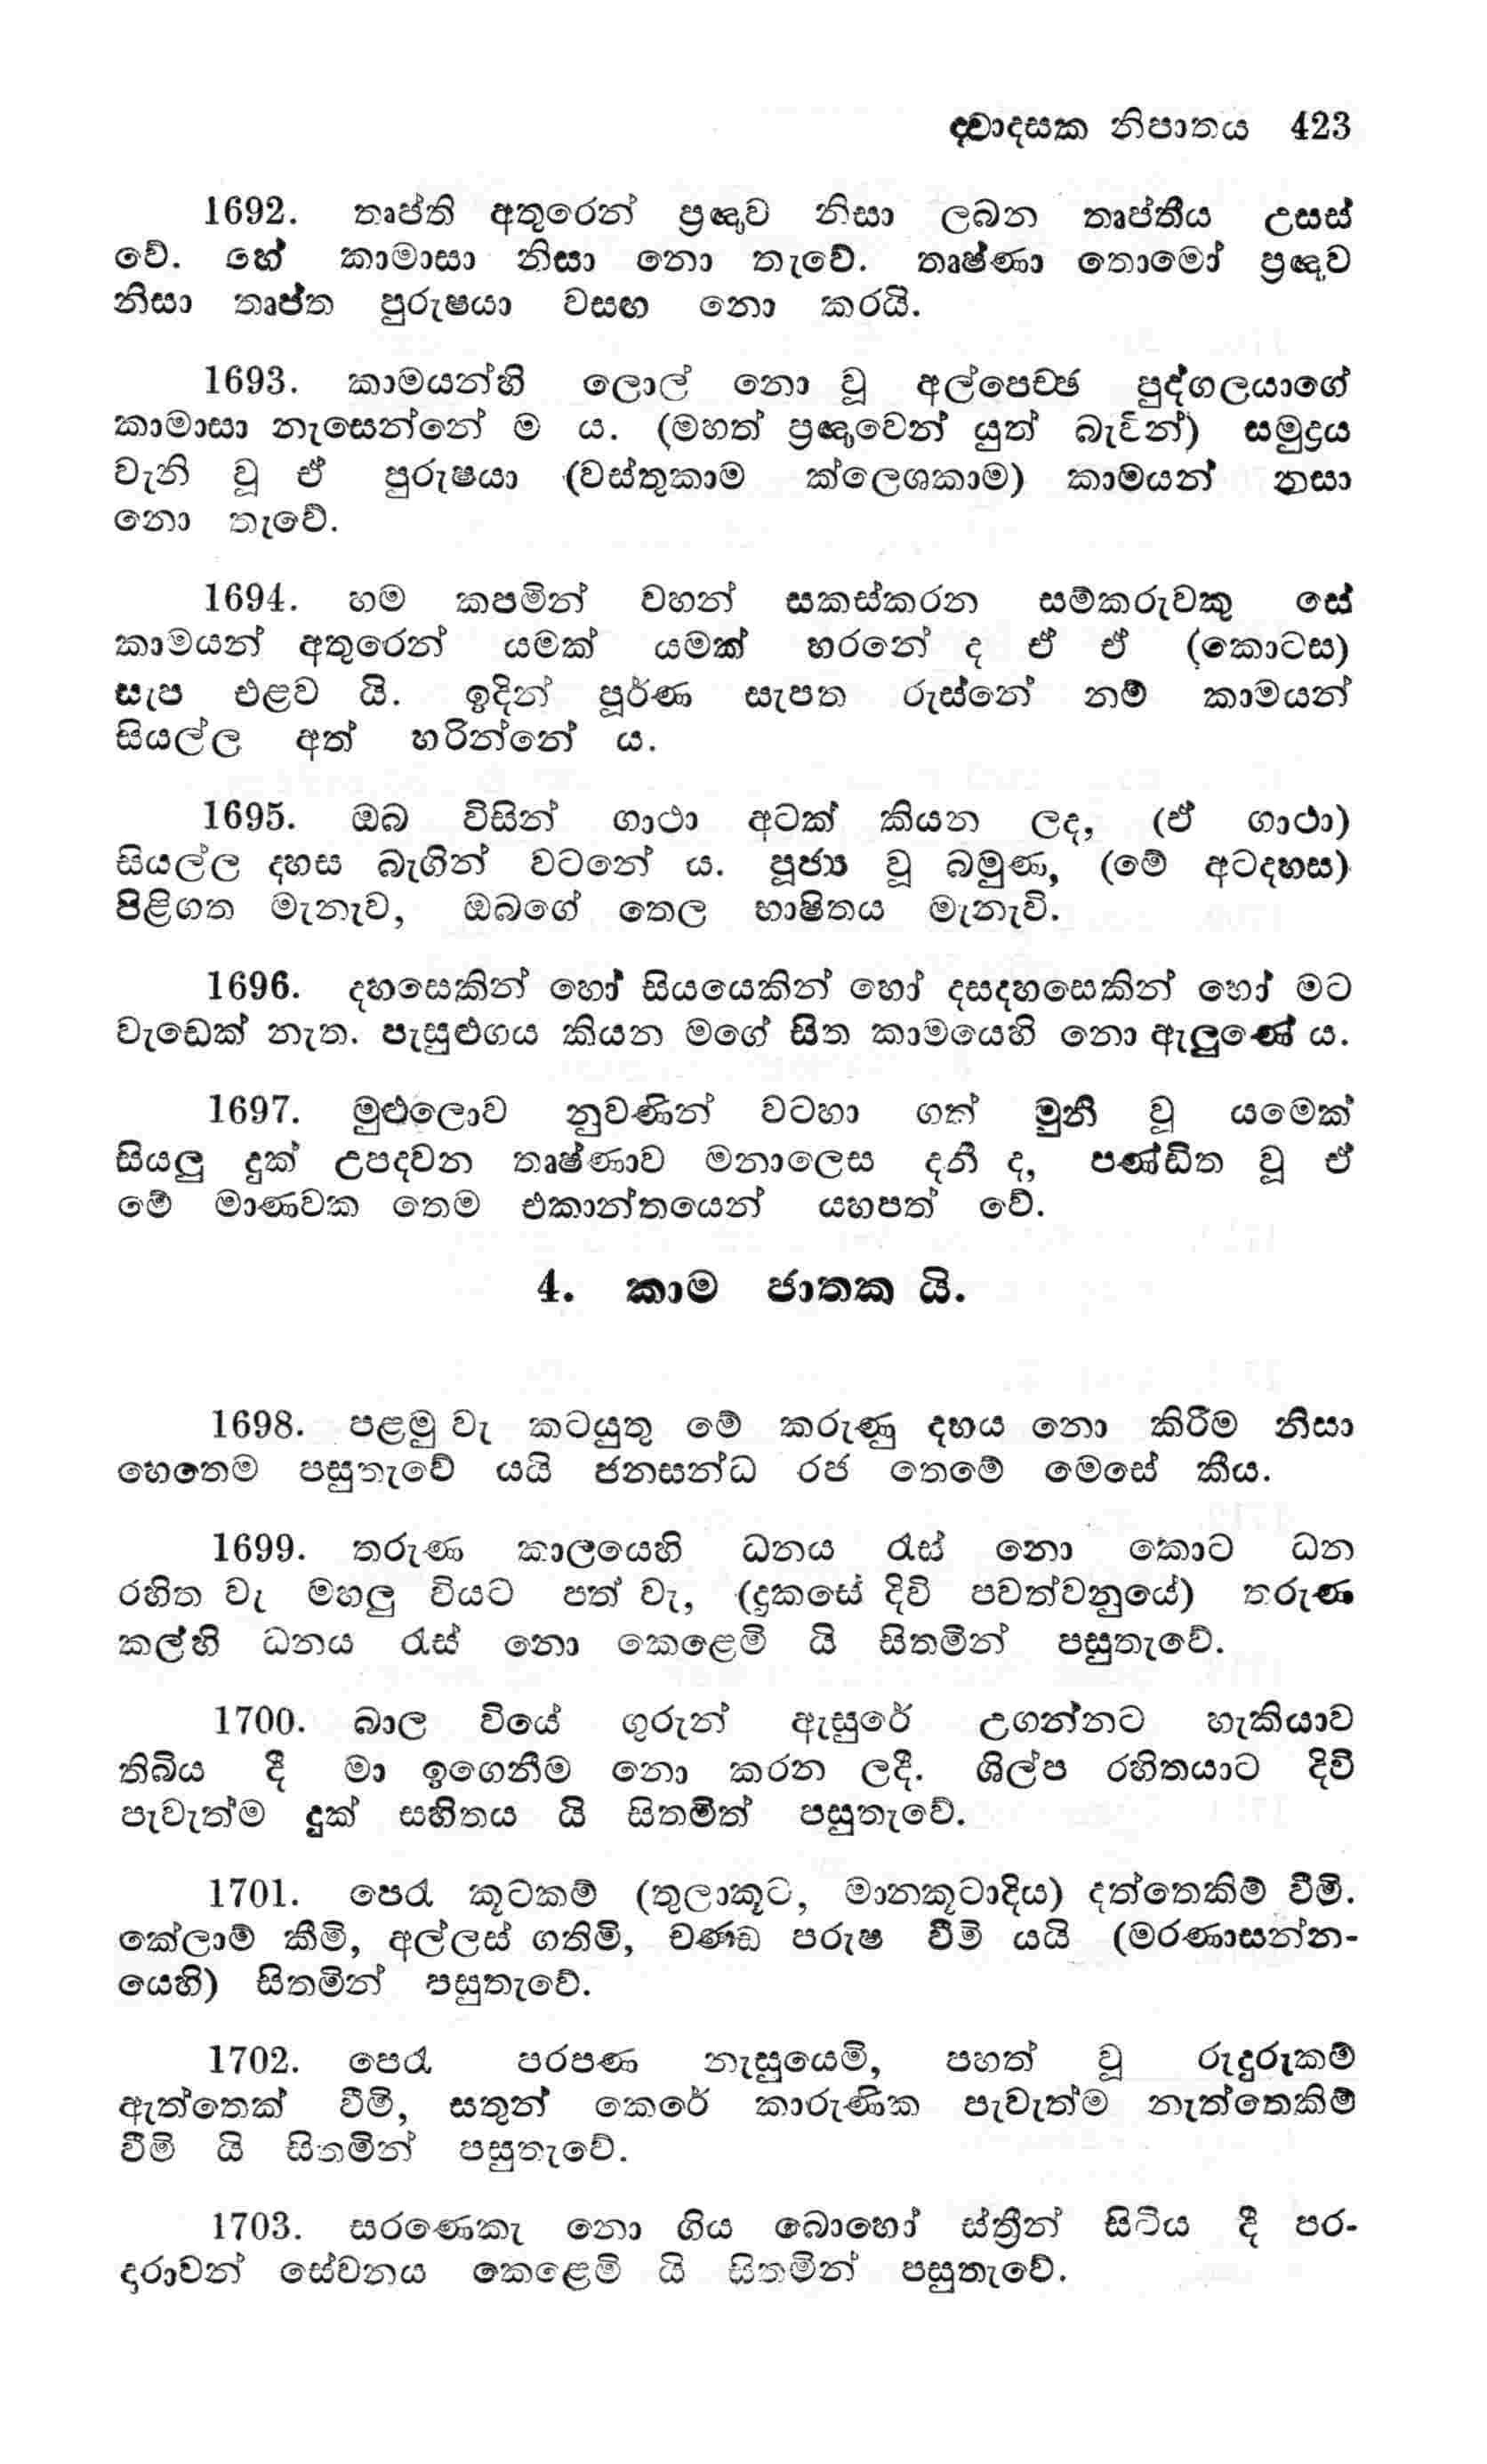 ද්වාදසක නිපාතය 423
1692. තෘප්ති අතුරෙන් ප්‍රඥාව නිසා ලබන තෘප්තීය උසස්
වේ. හේ කාමාසා නිසා නො තැවේ. තෘෂ්ණා තොමෝ ප්‍රඥාව
නිසා තෘප්ත පුරුෂයා වසඟ නො කරයි.
1693. කාමයන්හි ලොල් නො වූ අල්පෙච්ඡ පුද්ගලයාගේ
කාමාසා නැසෙන්නේ ම ය. (මහත් ප්‍රඥාවෙන් යුත් බැවින්) සමුද්‍රය
වැනි වූ ඒ පුරුෂයා (වස්තුකාම ක්ලෙශකාම) කාමයන් නසා
නො තැවේ.
1694. හම කපමින් වහන් සකස්කරන සම්කරුවකු සේ
කාමයන් අතුරෙන් යමක් යමක් හරනේ ද ඒ ඒ (කොටස)
සැප එළව යි. ඉදින් පූර්ණ සැපත රුස්නේ නම් කාමයන්
සියල්ල අත් හරින්නේ ය.
1695. ඔබ විසින් ගාථා අටක් කියන ලද, (ඒ ගාථා)
සියල්ල දහස බැගින් වටනේ ය. පූජ්‍ය වූ බමුණ, (මේ අටදහස)
පිළිගත මැනැව, ඔබගේ තෙල භාෂිතය මැනැවි.
1696. දහසෙකින් හෝ සියයෙකින් හෝ දසදහසෙකින් හෝ මට
වැඩෙක් නැත. පැසුළුගය කියන මගේ සිත කාමයෙහි නො ඇලුණේ ය.
1697. මුළුලොව නුවණින් වටහා ගත් මුනි වූ යමෙක්
සියලු දුක් උපදවන තෘෂ්ණාව මනාලෙස දනී ද, පණ්ඩිත වූ ඒ
මේ මාණවක තෙම එකාන්තයෙන් යහපත් වේ.
4. කාම ජාතක යි.
1698. පළමු වැ කටයුතු මේ කරුණු දහය නො කිරීම නිසා
හෙතෙම පසුතැවේ යයි ජනසන්ධ රජ තෙමේ මෙසේ කීය.
1699. තරුණ කාලයෙහි ධනය රැස් නො කොට ධන
රහිත වැ මහලු වියට පත් වැ, (දුකසේ දිවි පවත්වනුයේ) තරුණ
කල්හි ධනය රැස් නො කෙළෙමි යි සිතමින් පසුතැවේ.
1700. බාල වියේ ගුරුන් ඇසුරේ උගන්නට හැකියාව
තිබිය දී මා ඉගෙනීම නො කරන ලදී. ශිල්ප රහිතයාට දිවි
පැවැත්ම දුක් සහිතය යි සිතමින් පසුතැවේ.
1701. පෙරැ කූටකම් (තුලාකූට, මානකූටාදිය) දත්තෙකිම් වීමි.
කේලාම් කීමි, අල්ලස් ගතිමි, චණ්ඩ පරුෂ වීමි යයි (මරණාසන්න-
යෙහි) සිතමින් පසුතැවේ.
1702. පෙරැ පරපණ නැසුයෙමි, පහත් වූ රුදුරුකම්
ඇත්තෙක් වීමි, සතුන් කෙරේ කාරුණික පැවැත්ම නැත්තෙකිම්
වීමි යි සිතමින් පසුතැවේ.
1703. සරණෙකැ නො ගිය බොහෝ ස්ත්‍රීන් සිටිය දී පර-
දාරාවන් සේවනය කෙළෙමි යි සිතමින් පසුතැවේ.